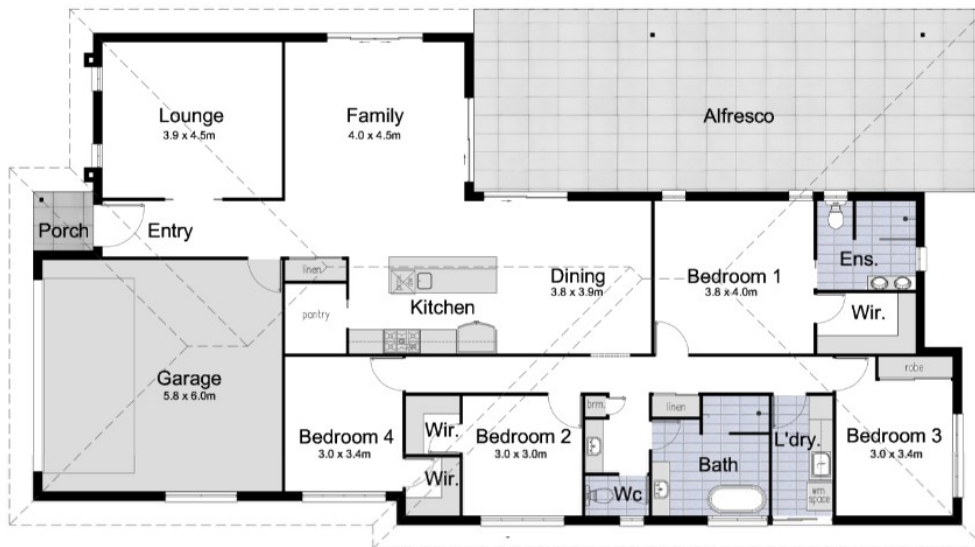 Lounge
3.9 x 4.5m
Family
4.0 x 4.5m
Alfresco
Porch
Entry
linen
pantry
Kitchen
Dining
3.8 x 3.9m
Bedroom 1
3.8 x 4.0m
Ens.
Wir.
robe
Garage
5.8 x 6.0m
Bedroom 4
3.0 x 3.4m
Wir.
Wir.
Bedroom 2
3.0 x 3.0m
brm.
linen
Wc
Bath
L'dry.
wm
space
Bedroom 3
3.0 x 3.4m